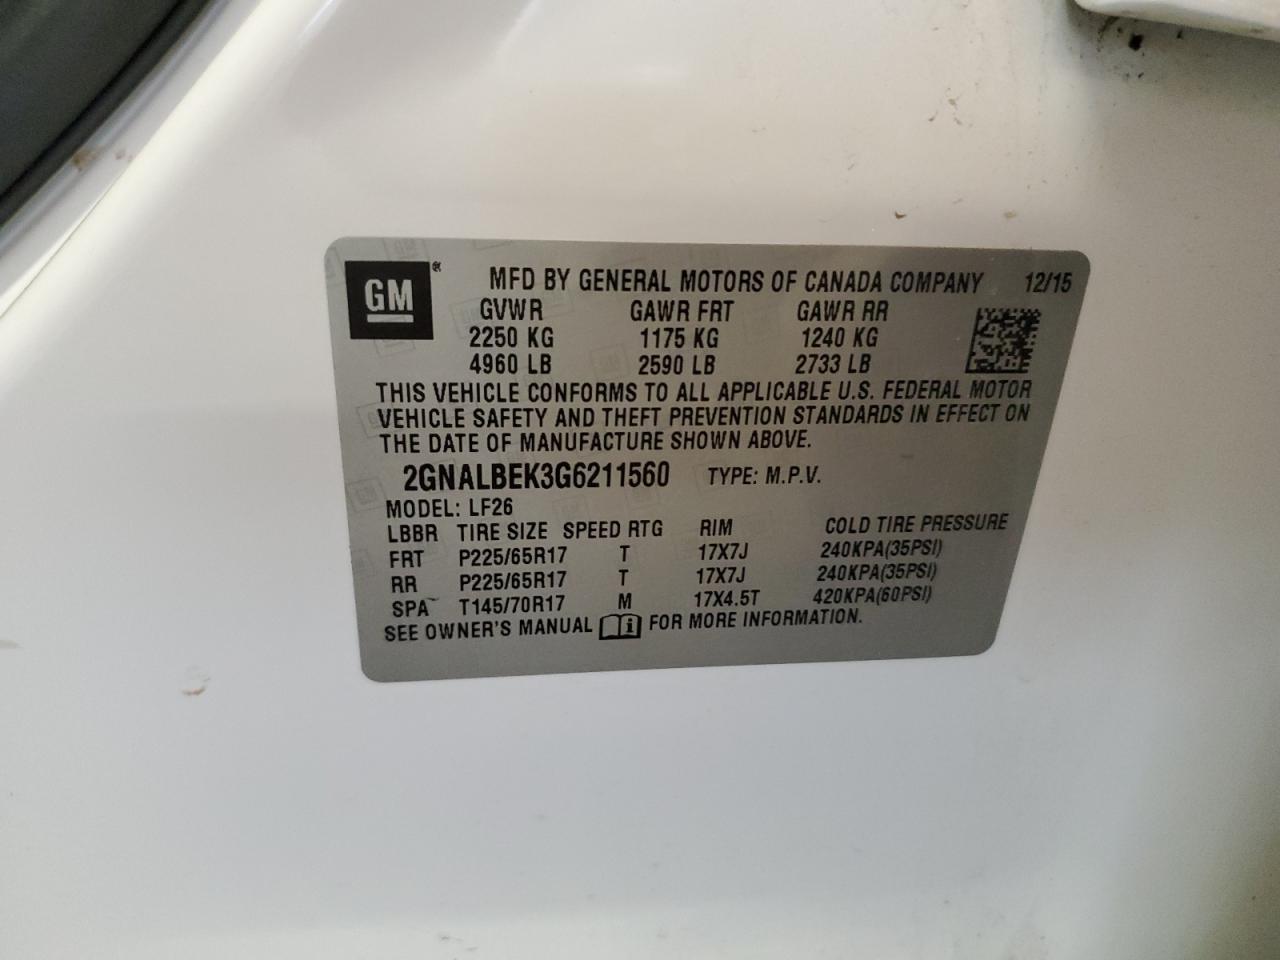 GM MFD BY GENERAL MOTORS OF CANADA COMPANY 12/15
GVWR GAWR FRT GAWR RR
2250 KG 1175 KG 1240 KG
4960 LB 2590 LB 2733 LB
THIS VEHICLE CONFORMS TO ALL APPLICABLE U.S. FEDERAL MOTOR
VEHICLE SAFETY AND THEFT PREVENTION STANDARDS IN EFFECT ON
THE DATE OF MANUFACTURE SHOWN ABOVE.
2GNALBEK3G6211560 TYPE: M.P.V.
MODEL: LF26
LBBR TIRE SIZE SPEED RTG RIM COLD TIRE PRESSURE
FRT P225/65R17 T 17X7J 240KPA(35PSI)
RR P225/65R17 T 17X7J 240KPA(35PSI)
SPA T145/70R17 M 17X4.5T 420KPA(60PSI)
SEE OWNER'S MANUAL FOR MORE INFORMATION.